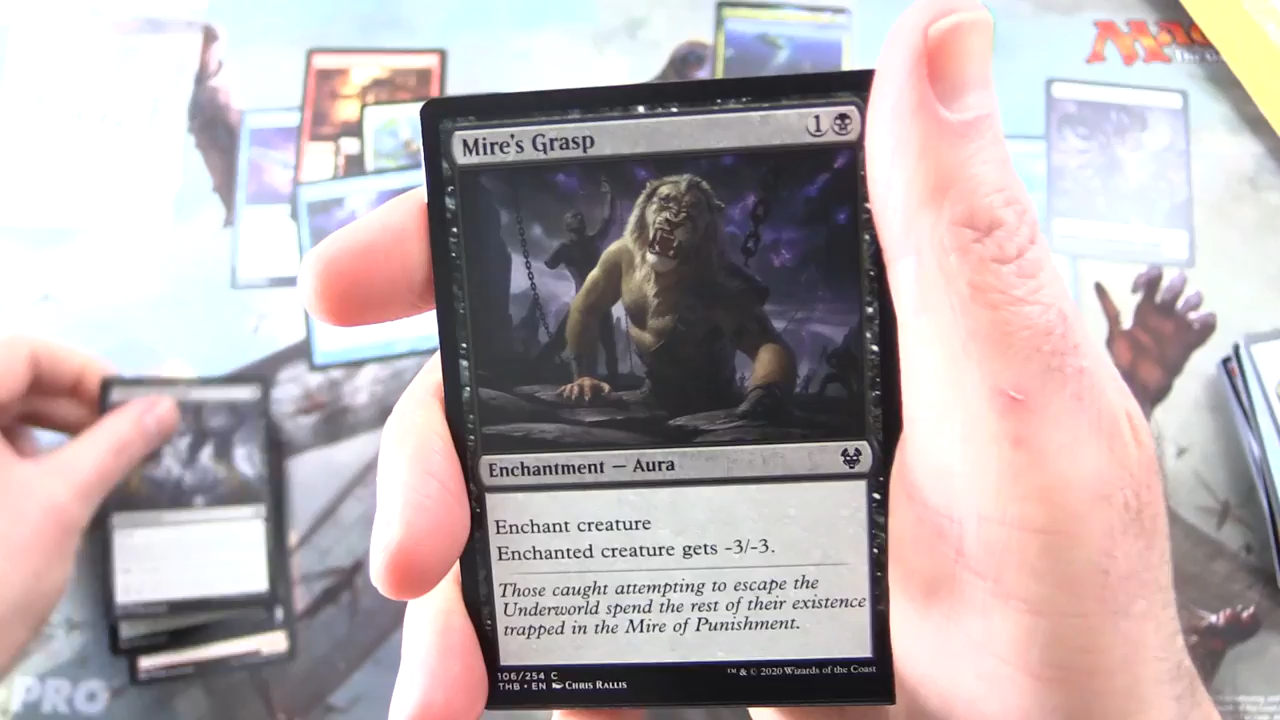 Mire's Grasp
1
Enchantment — Aura
Enchant creature
Enchanted creature gets -3/-3.
Those caught attempting to escape the
Underworld spend the rest of their existence
trapped in the Mire of Punishment.
106/254 C
THB • EN Chris Rallis
™ & © 2020 Wizards of the Coast
PRO